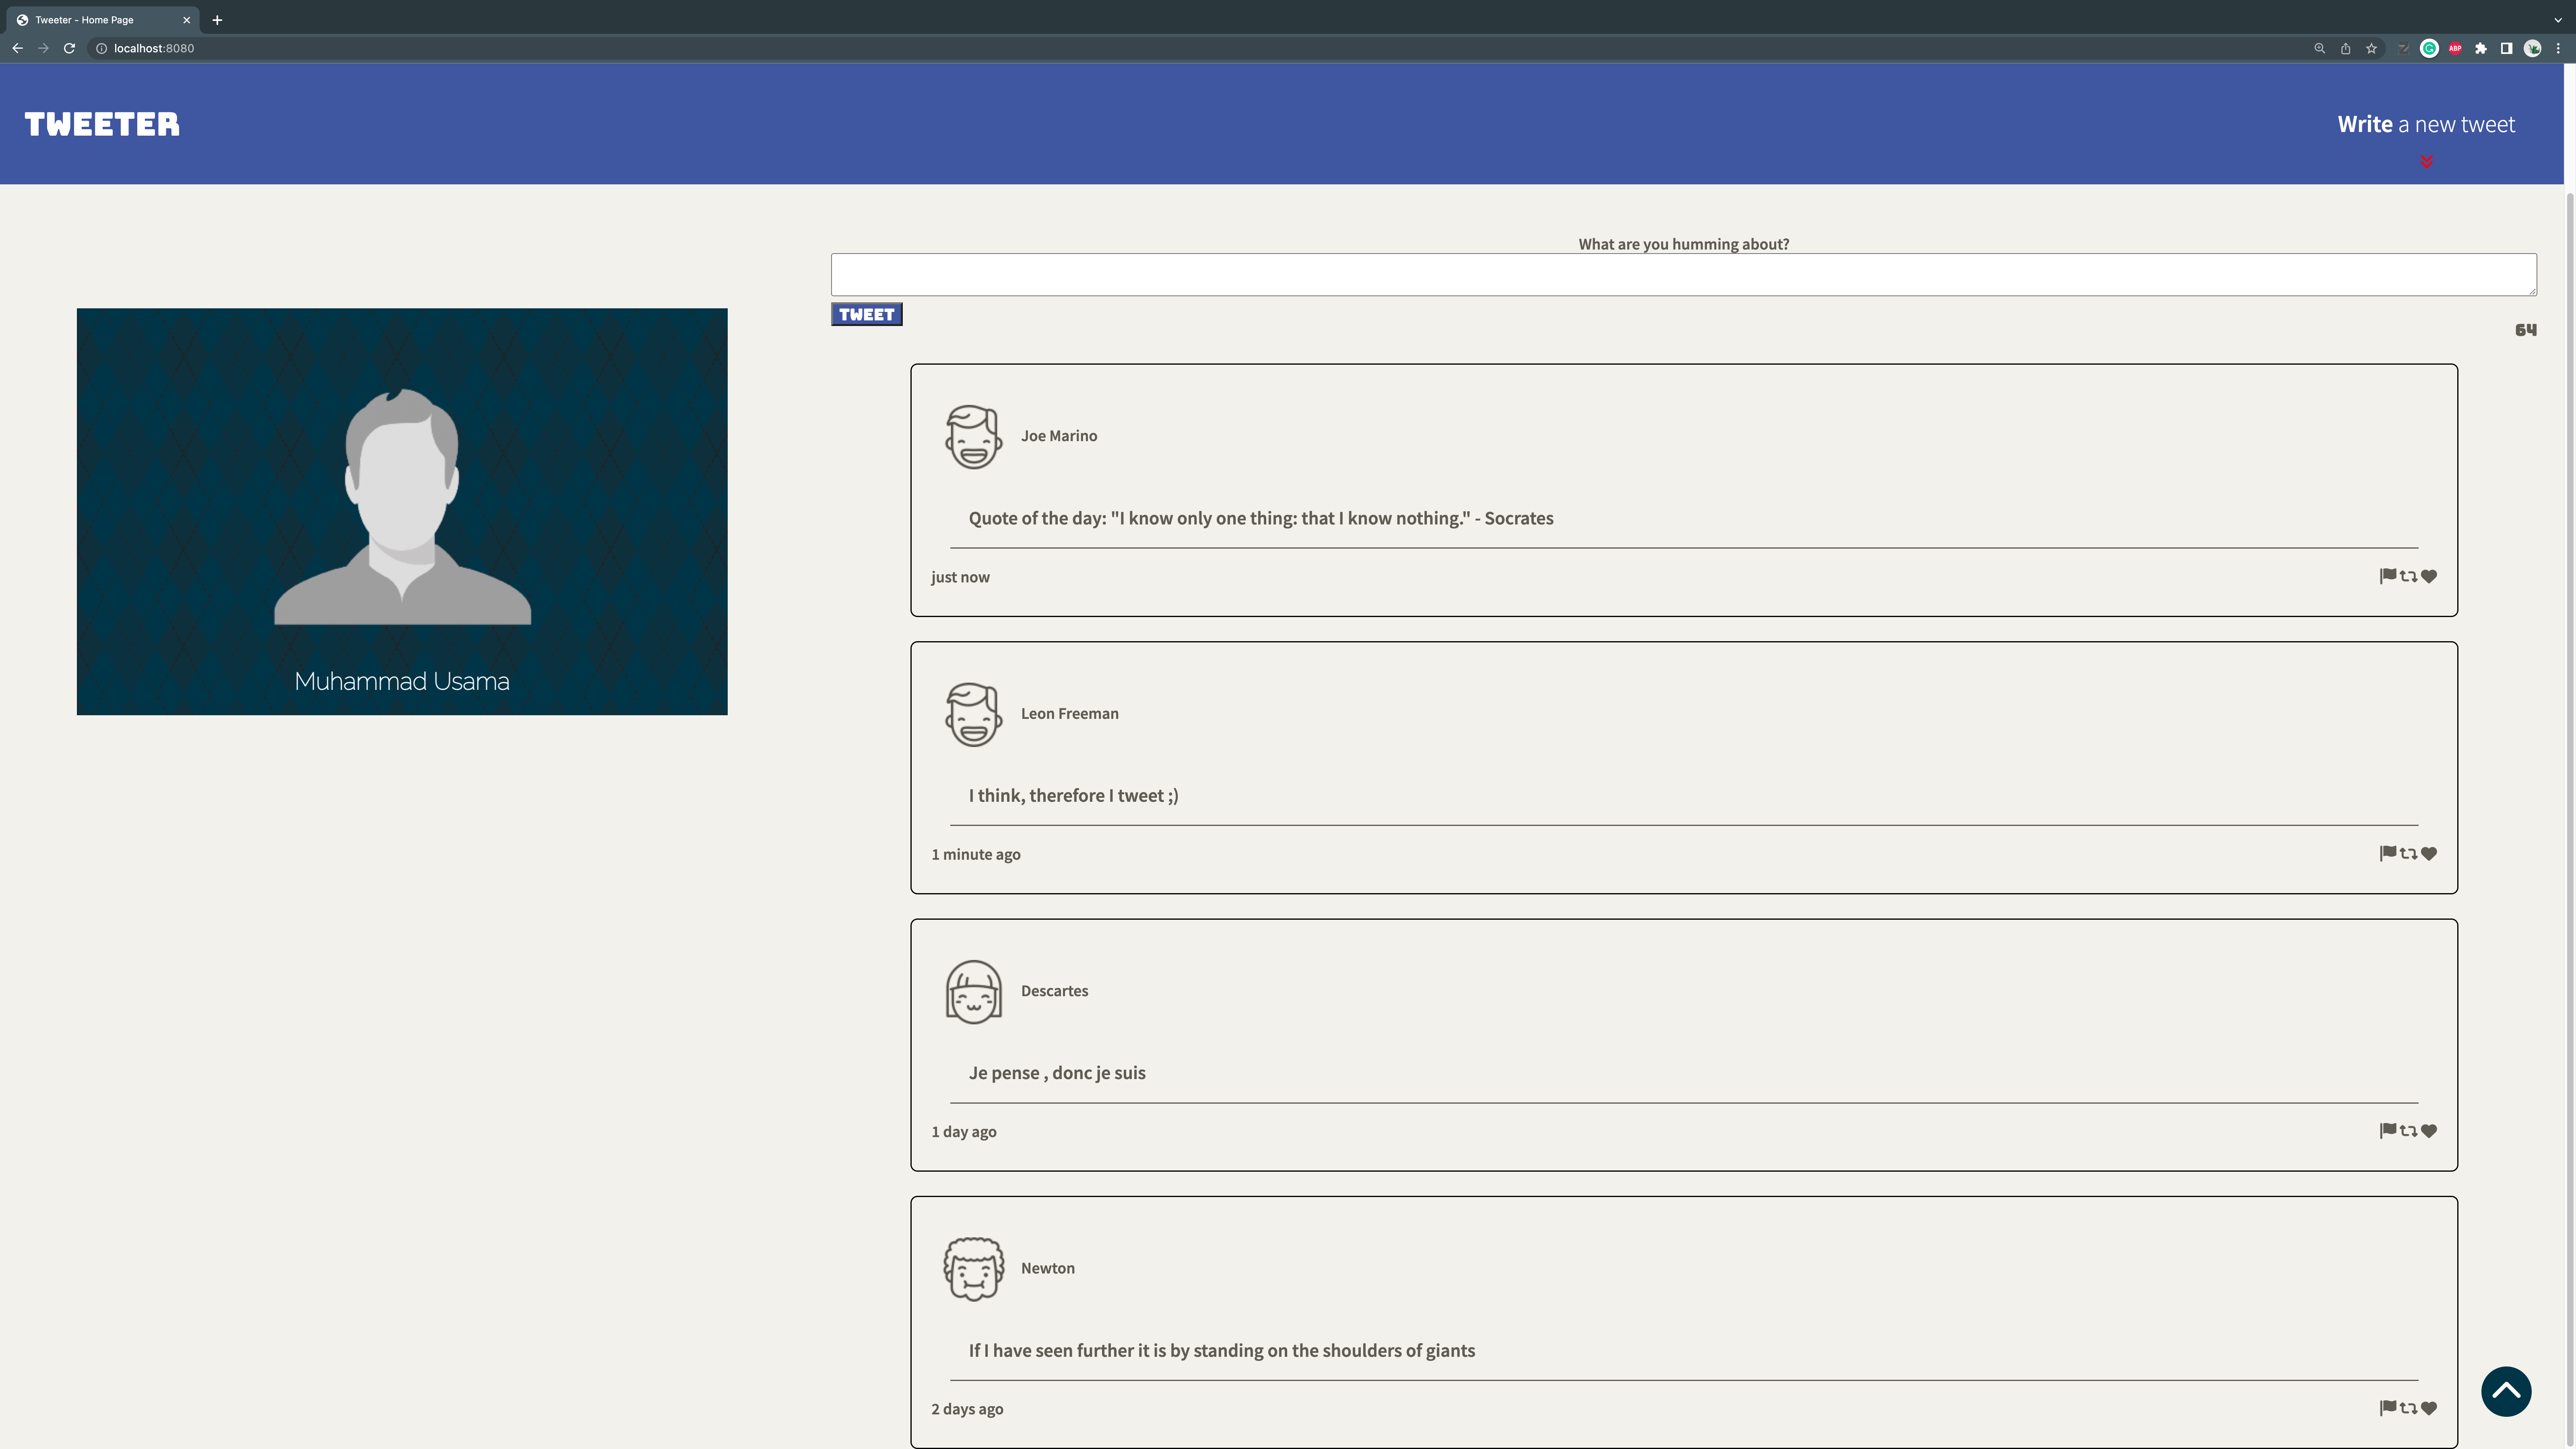 Tweeter - Home Page
localhost:8080
ABP
TWEETER
Write a new tweet
What are you humming about?
TWEET
64
Muhammad Usama
Joe Marino
Quote of the day: "I know only one thing: that I know nothing." - Socrates
just now
Leon Freeman
I think, therefore I tweet ;)
1 minute ago
Descartes
Je pense , donc je suis
1 day ago
Newton
If I have seen further it is by standing on the shoulders of giants
2 days ago